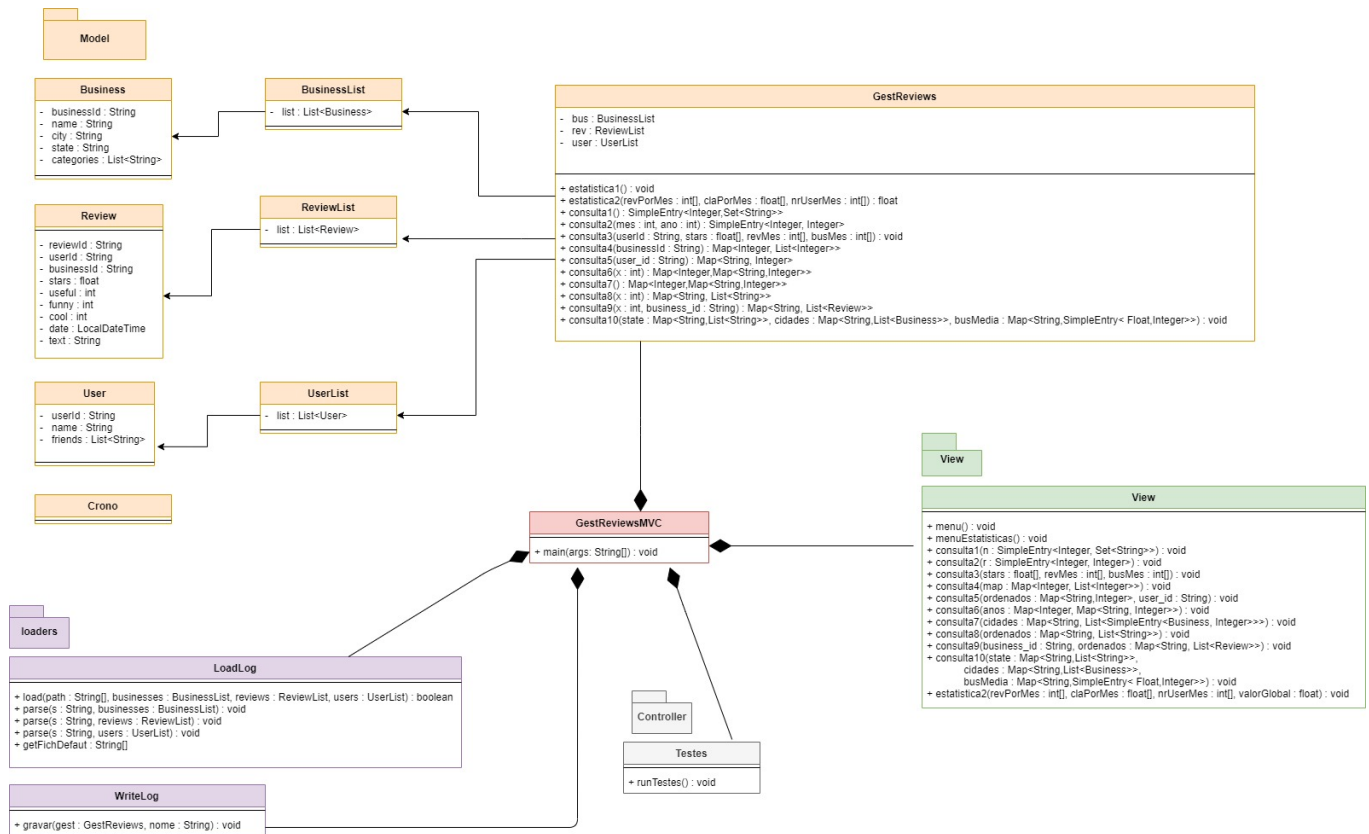 Model
Business
- businessId : String
- name : String
- city : String
- state : String
- categories : List<String>
BusinessList
- list : List<Business>
GestReviews
- bus : BusinessList
- rev : ReviewList
- user : UserList
+ estatistica1() : void
+ estatistica2(revPorMes : int[], claPorMes : float[], nrUserMes : int[]) : float
+ consulta1() : SimpleEntry<Integer,Set<String>>
+ consulta2(mes : int, ano : int) : SimpleEntry<Integer, Integer>
+ consulta3(userId : String, stars : float[], revMes : int[], busMes : int[]) : void
+ consulta4(businessId : String) : Map<Integer, List<Integer>>
+ consulta5(user_id : String) : Map<String, Integer>
+ consulta6(x : int) : Map<Integer,Map<String,Integer>>
+ consulta7() : Map<Integer,Map<String,Integer>>
+ consulta8(x : int) : Map<String, List<String>>
+ consulta9(x : int, business_id : String) : Map<String, List<Review>>
+ consulta10(state : Map<String,List<String>>, cidades : Map<String,List<Business>>, busMedia : Map<String,SimpleEntry< Float,Integer>>) : void
Review
- reviewId : String
- userId : String
- businessId : String
- stars : float
- useful : int
- funny : int
- cool : int
- date : LocalDateTime
- text : String
ReviewList
- list : List<Review>
User
- userId : String
- name : String
- friends : List<String>
UserList
- list : List<User>
Crono
GestReviewsMVC
+ main(args: String[]) : void
View
View
+ menu() : void
+ menuEstatisticas() : void
+ consulta1(n : SimpleEntry<Integer, Set<String>>) : void
+ consulta2(r : SimpleEntry<Integer, Integer>) : void
+ consulta3(stars : float[], revMes : int[], busMes : int[]) : void
+ consulta4(map : Map<Integer, List<Integer>>) : void
+ consulta5(ordenados : Map<String,Integer>, user_id : String) : void
+ consulta6(anos : Map<Integer, Map<String, Integer>>) : void
+ consulta7(cidades : Map<String, List<SimpleEntry<Business, Integer>>>) : void
+ consulta8(ordenados : Map<String, List<String>>) : void
+ consulta9(business_id : String, ordenados : Map<String, List<Review>>) : void
+ consulta10(state : Map<String,List<String>>,
cidades : Map<String,List<Business>>,
busMedia : Map<String,SimpleEntry< Float,Integer>>) : void
+ estatistica2(revPorMes : int[], claPorMes : float[], nrUserMes : int[], valorGlobal : float) : void
loaders
LoadLog
+ load(path : String[], businesses : BusinessList, reviews : ReviewList, users : UserList) : boolean
+ parse(s : String, businesses : BusinessList) : void
+ parse(s : String, reviews : ReviewList) : void
+ parse(s : String, users : UserList) : void
+ getFichDefaut : String[]
WriteLog
+ gravar(gest : GestReviews, nome : String) : void
Controller
Testes
+ runTestes() : void